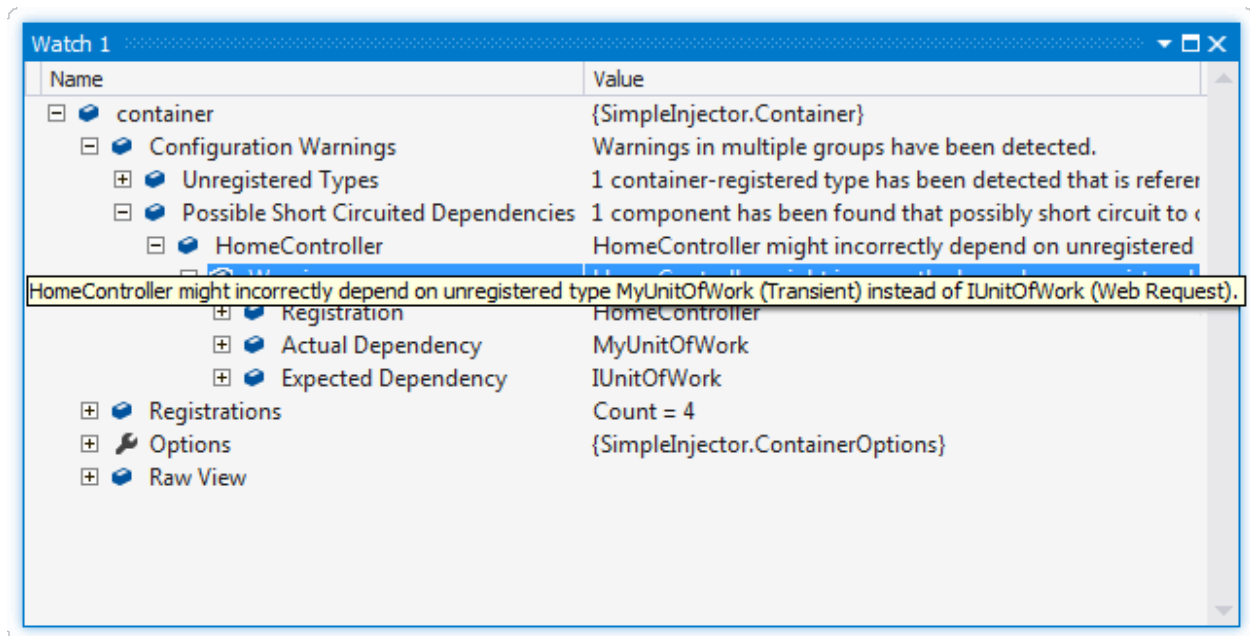 Watch 1
Name Value
container {SimpleInjector.Container}
Configuration Warnings Warnings in multiple groups have been detected.
Unregistered Types 1 container-registered type has been detected that is referer
Possible Short Circuited Dependencies 1 component has been found that possibly short circuit to
HomeController HomeController might incorrectly depend on unregistered
HomeController might incorrectly depend on unregistered type MyUnitOfWork (Transient) instead of IUnitOfWork (Web Request).
Registration HomeController
Actual Dependency MyUnitOfWork
Expected Dependency IUnitOfWork
Registrations Count = 4
Options {SimpleInjector.ContainerOptions}
Raw View